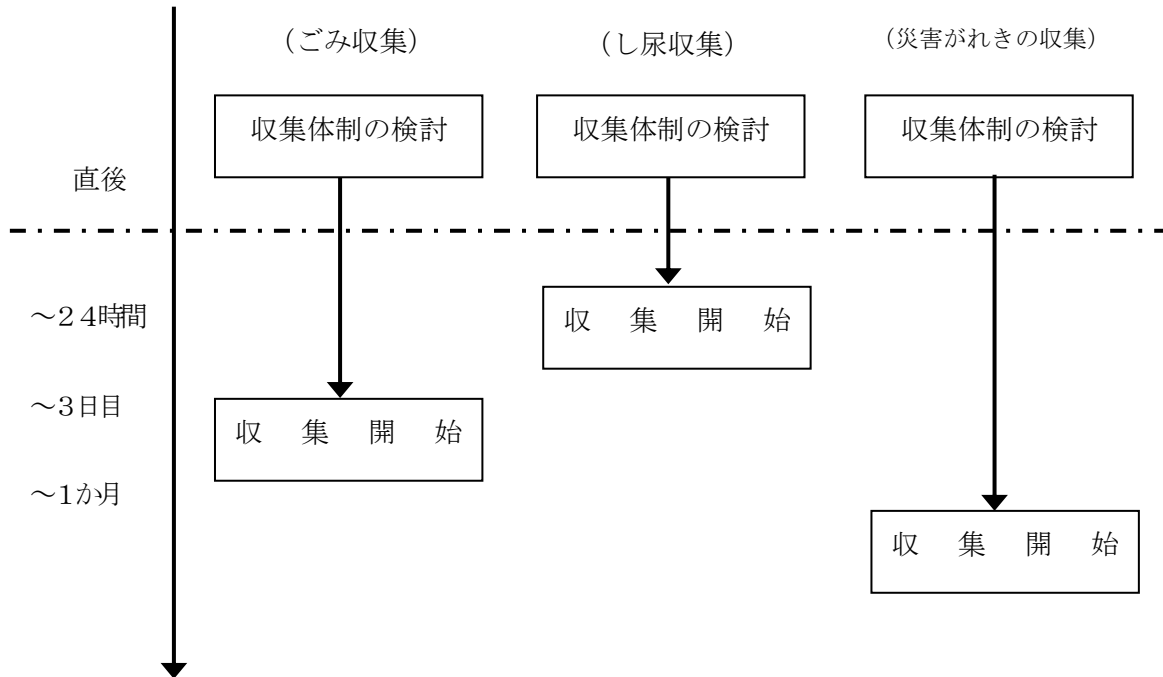 (ごみ収集)
(し尿収集)
(災害がれきの収集)
収集体制の検討
収集体制の検討
収集体制の検討
直後
～24時間
収 集 開 始
～3日目
収 集 開 始
～1か月
収 集 開 始